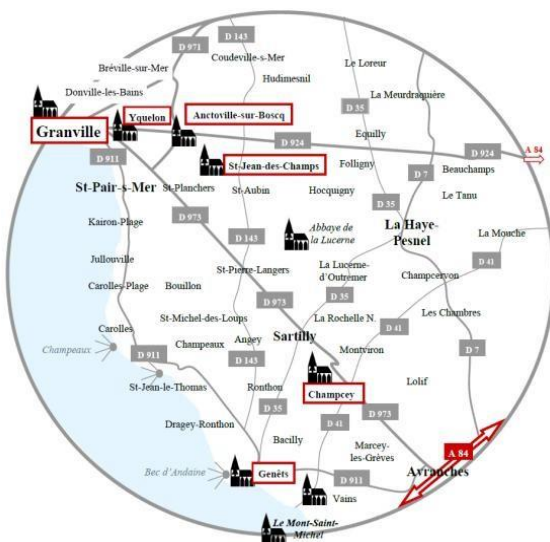 D 143
D 971
Coudeville-s-Mer
Bréville-sur-Mer
Le Loreur
Hudimesnil
Donville-les-Bains
La Meurdraquière
D 35
Yquelon
Anctoville-sur-Boscq
Granville
Equilly
D 924
D 911
D 924
A 84
St-Jean-des-Champs
Folligny
D 7
Beauchamps
St-Pair-s-Mer
St-Planchers
St-Aubin
Hocquigny
Le Tanu
D 35
Kairon-Plage
D 973
Abbaye de
la Lucerne
La Haye-
Pesnel
D 143
La Mouche
Jullouville
D 41
St-Pierre-Langers
La Lucerne-
d'Outremer
Champcervon
Carolles-Plage
Bouillon
D 35
D 973
St-Michel-des-Loups
La Rochelle N.
Les Chambres
Carolles
D 41
Sartilly
Champeaux
Champeaux
Angey
Montviron
D 7
D 911
D 143
St-Jean-le-Thomas
Ronthon
Lolif
Champcey
D 35
D 973
Dragey-Ronthon
D 41
Bacilly
Marcey-
les-Grèves
A 84
Bec d'Andaine
Genêts
Avranches
D 911
Vains
Le Mont-Saint-
Michel